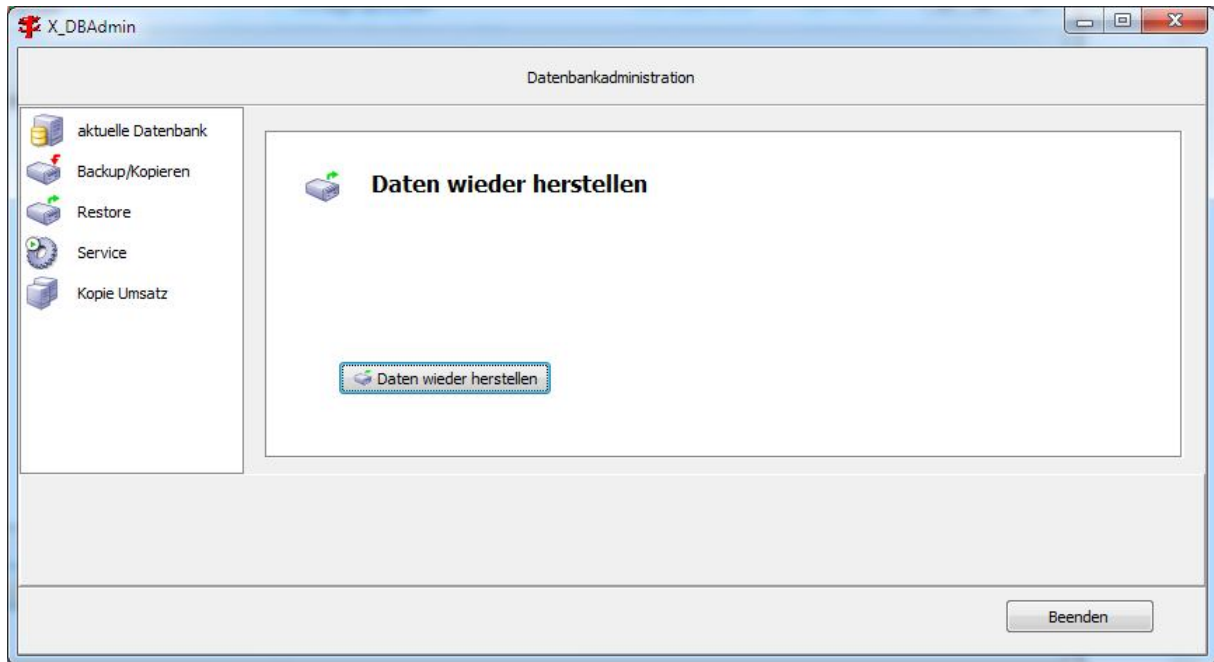 X_DBAdmin
Datenbankadministration
aktuelle Datenbank
Backup/Kopieren
Restore
Service
Kopie Umsatz
Daten wieder herstellen
Daten wieder herstellen
Beenden